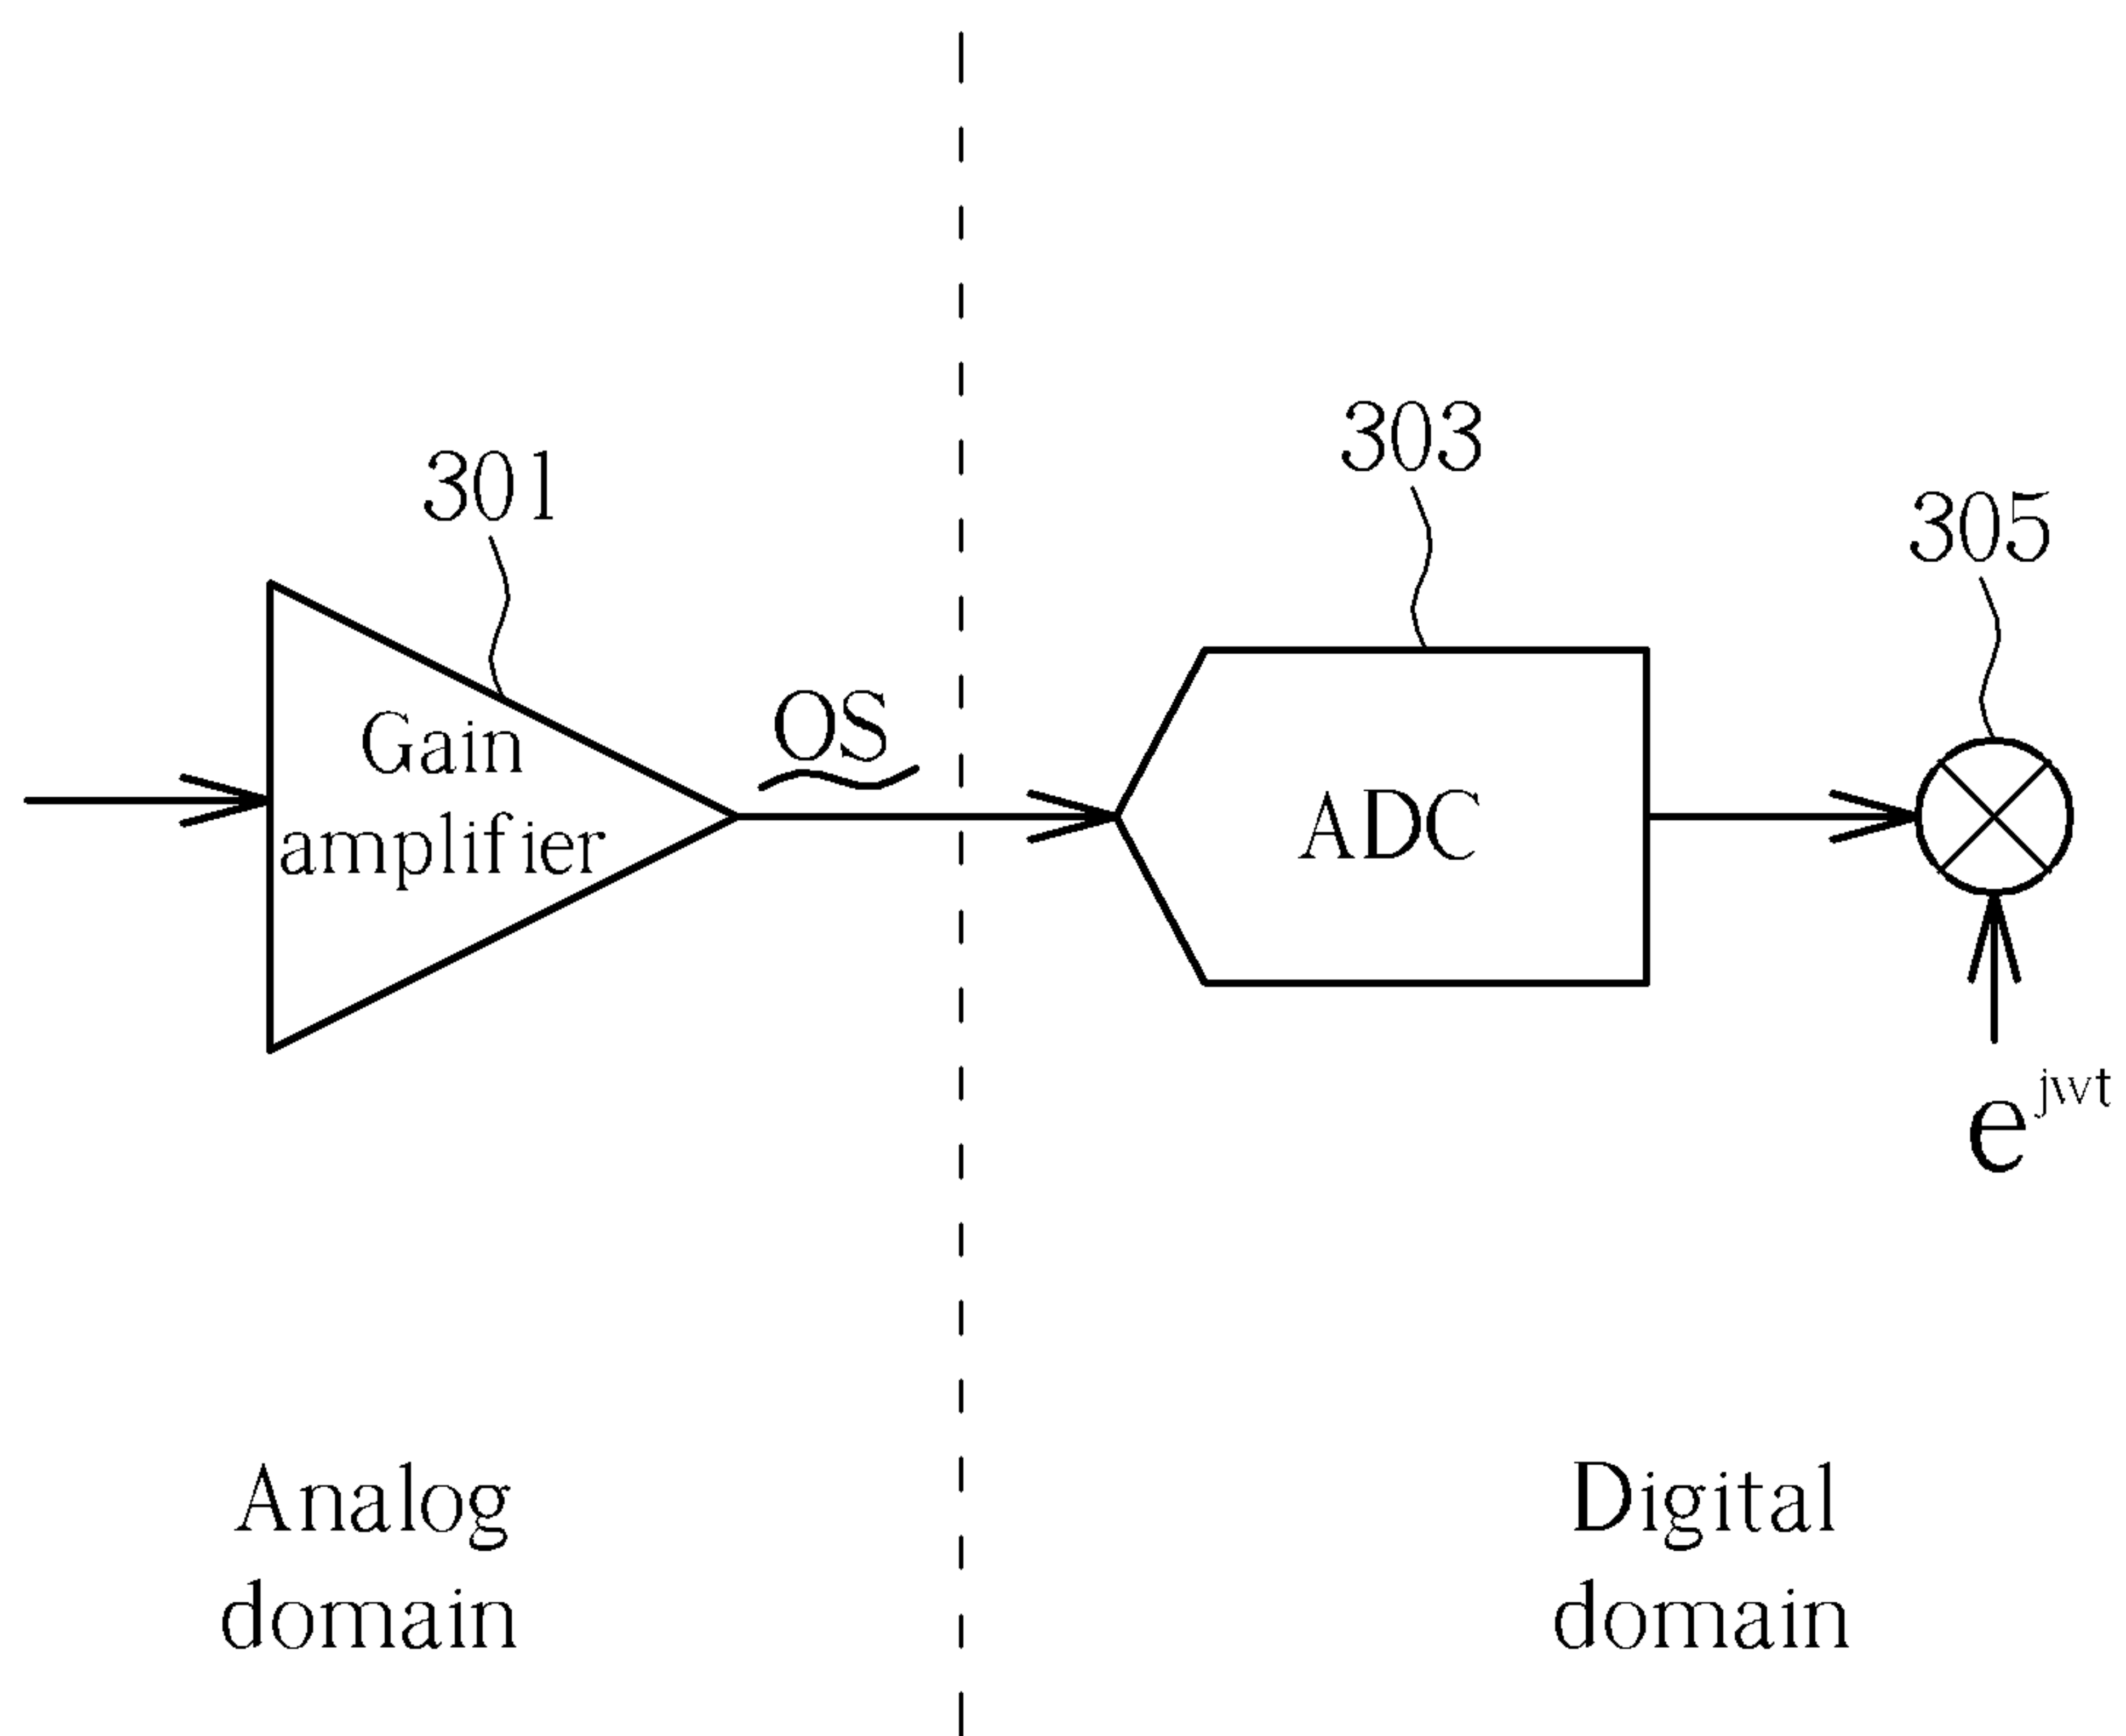 303
301
305
OS
Gain
amplifier
ADC
e^jwt
Analog
domain
Digital
domain